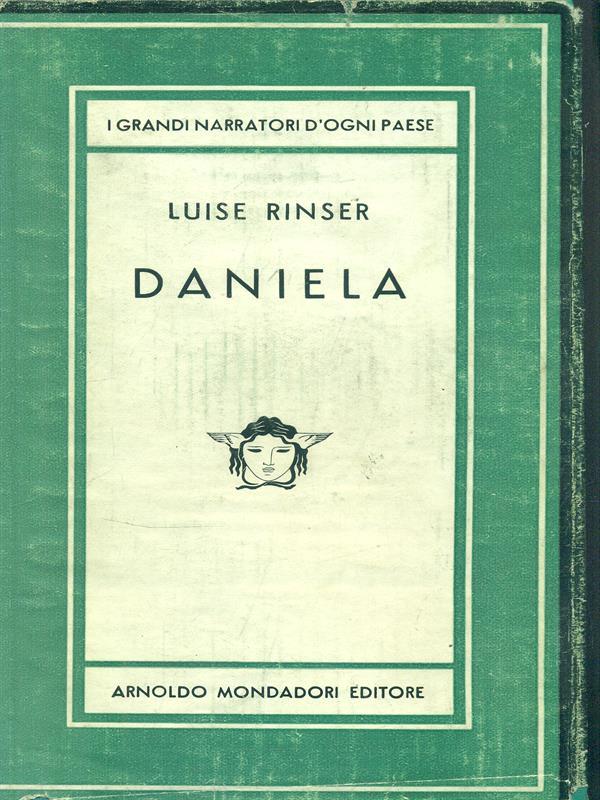 I GRANDI NARRATORI D'OGNI PAESE
LUISE RINSER
DANIELA
ARNOLDO MONDADORI EDITORE